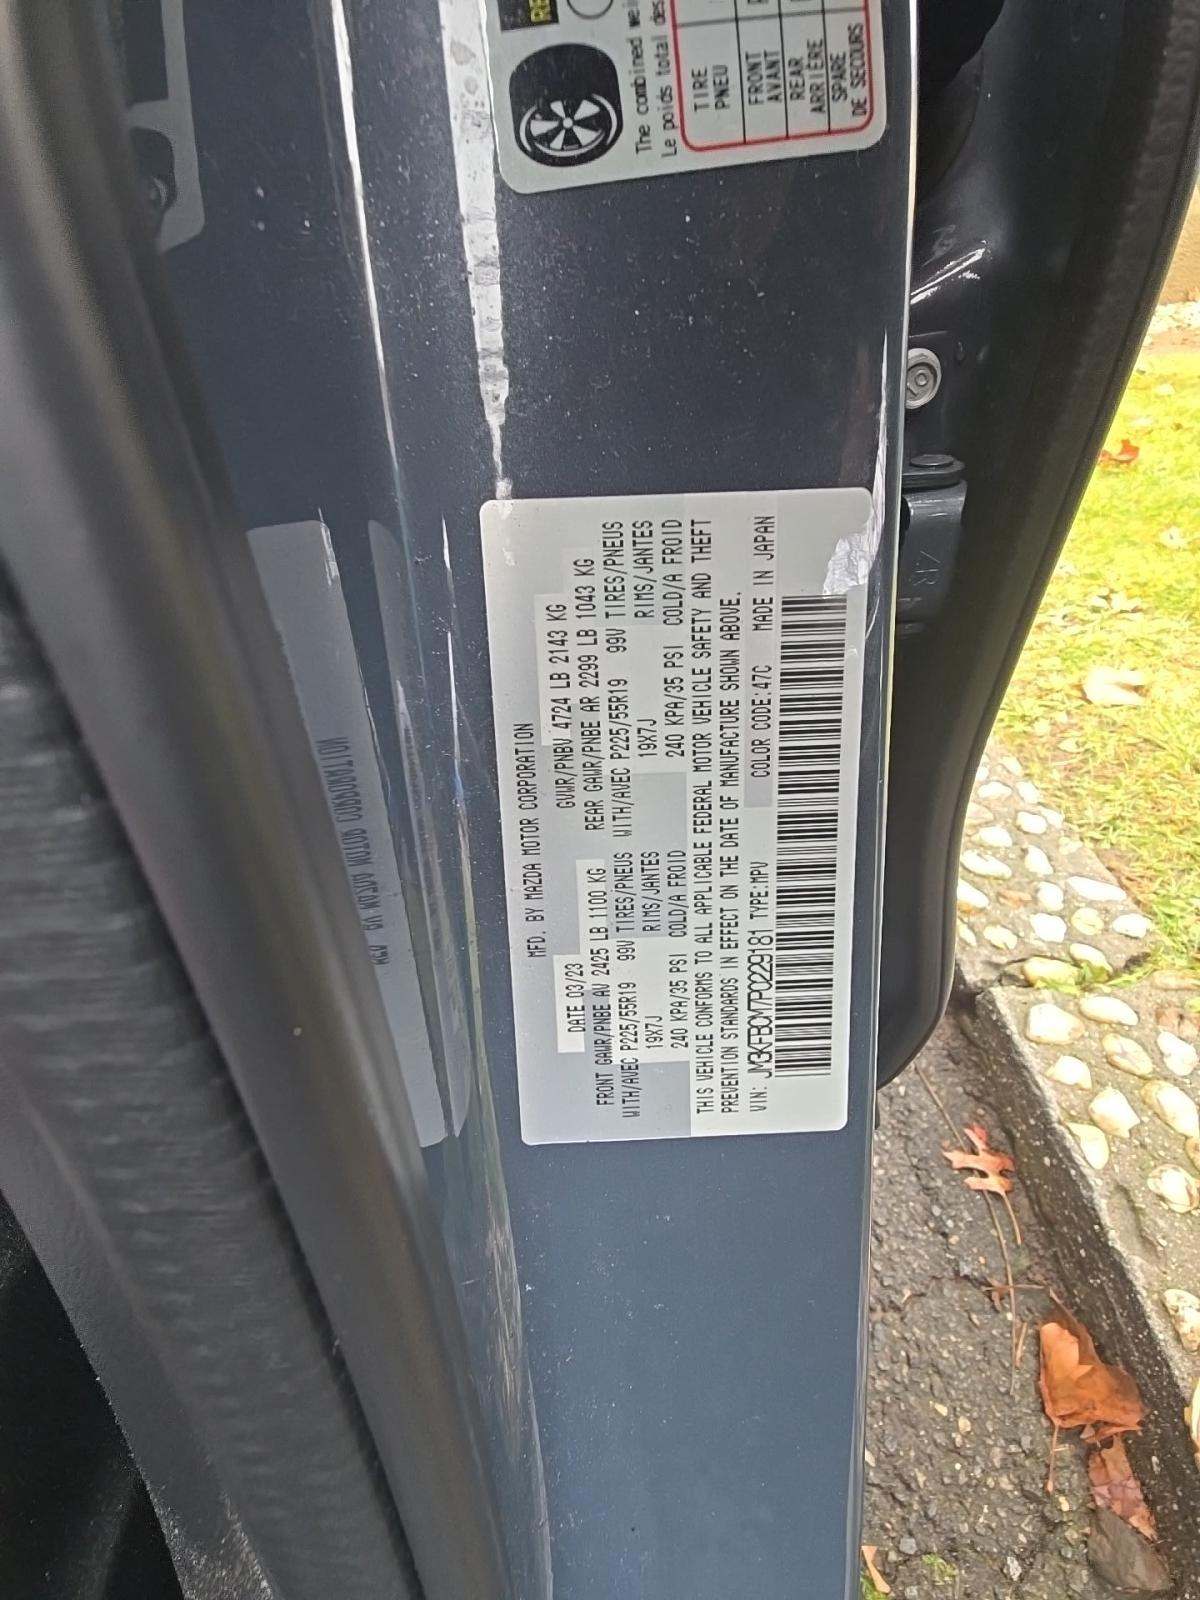 The combined wei
Le poids total des
TIRE
PNEU
FRONT
AVANT
REAR
ARRIÈRE
SPARE
DE SECOURS
MFD. BY MAZDA MOTOR CORPORATION
DATE 03/23 GVWR/PNBV 4724 LB 2143 KG
FRONT GAWR/PNBE AV 2425 LB 1100 KG REAR GAWR/PNBE AR 2299 LB 1043 KG
WITH/AVEC P225/55R19 99V TIRES/PNEUS WITH/AVEC P225/55R19 99V TIRES/PNEUS
19X7J RIMS/JANTES 19X7J RIMS/JANTES
240 KPA/35 PSI COLD/A FROID 240 KPA/35 PSI COLD/A FROID
THIS VEHICLE CONFORMS TO ALL APPLICABLE FEDERAL MOTOR VEHICLE SAFETY AND THEFT
PREVENTION STANDARDS IN EFFECT ON THE DATE OF MANUFACTURE SHOWN ABOVE.
VIN: JM3KFBCM7P0229181 TYPE:MPV COLOR CODE:47C MADE IN JAPAN